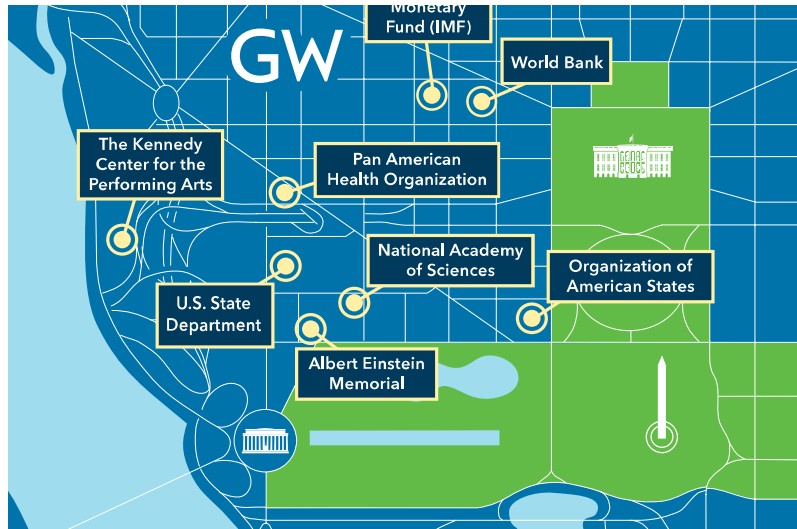 Monetary
Fund (IMF)
GW
World Bank
The Kennedy
Center for the
Performing Arts
Pan American
Health Organization
National Academy
of Sciences
Organization of
American States
U.S. State
Department
Albert Einstein
Memorial